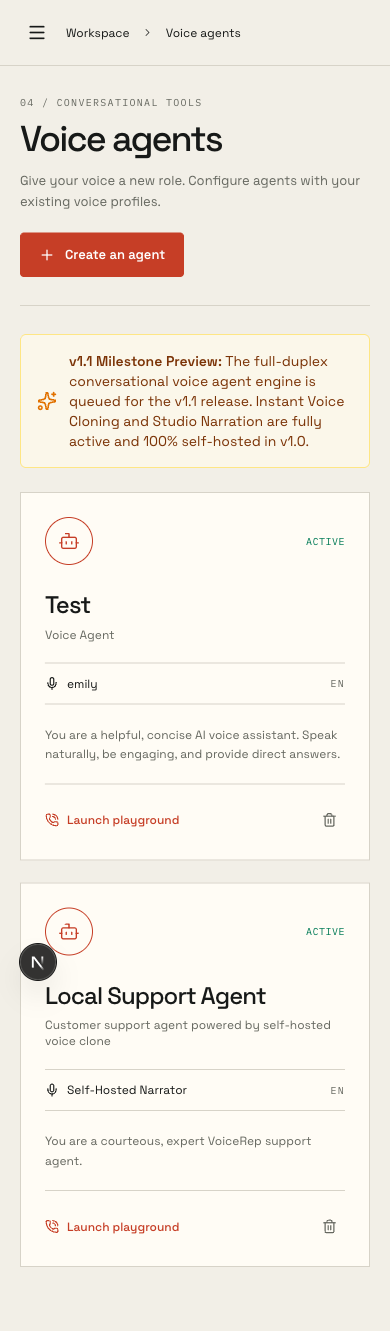 Workspace > Voice agents
04 / CONVERSATIONAL TOOLS
Voice agents
Give your voice a new role. Configure agents with your
existing voice profiles.
+ Create an agent
v1.1 Milestone Preview: The full-duplex
conversational voice agent engine is
queued for the v1.1 release. Instant Voice
Cloning and Studio Narration are fully
active and 100% self-hosted in v1.0.
ACTIVE
Test
Voice Agent
emily EN
You are a helpful, concise AI voice assistant. Speak
naturally, be engaging, and provide direct answers.
Launch playground
ACTIVE
N
Local Support Agent
Customer support agent powered by self-hosted
voice clone
Self-Hosted Narrator EN
You are a courteous, expert VoiceRep support
agent.
Launch playground